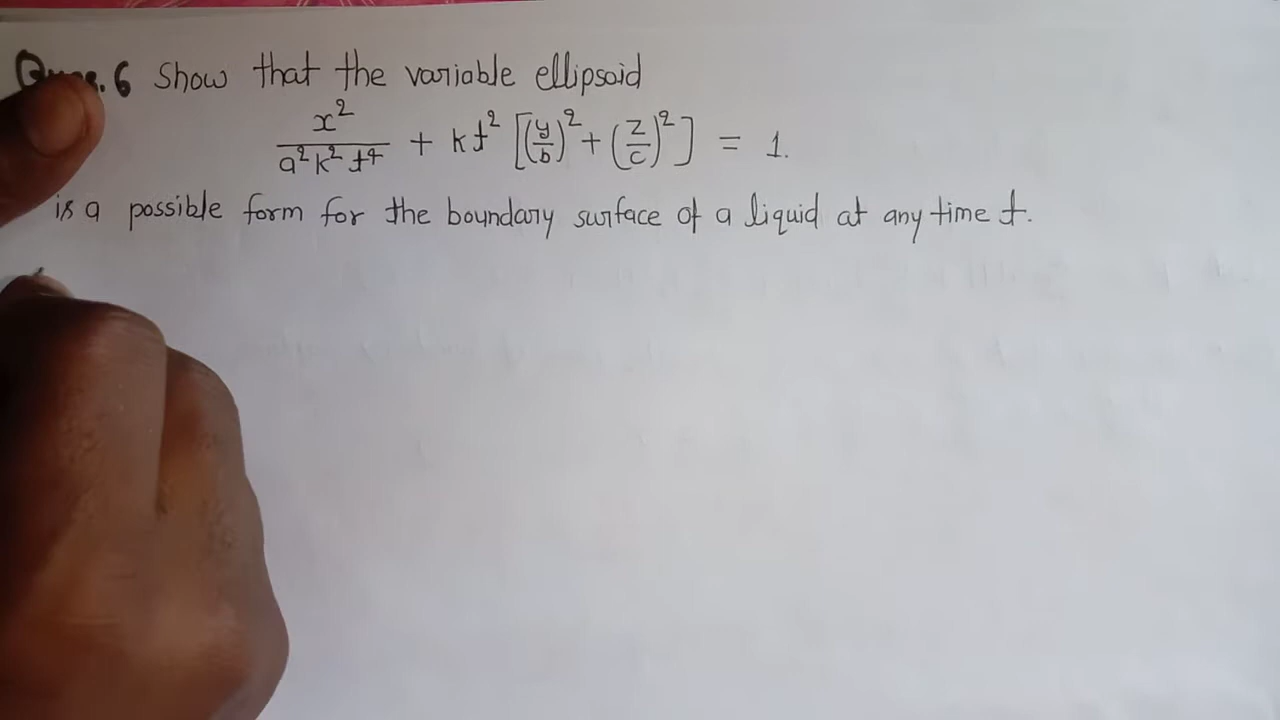 6 Show that the variable ellipsoid
x²/(a²k²t⁴) + kt² [(y/b)² + (z/c)²] = 1.
is a possible form for the boundary surface of a liquid at any time t.